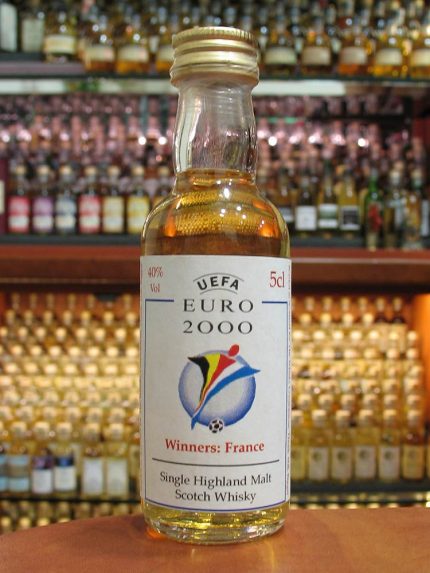 40% Vol
5cl
UEFA
EURO
2000
Winners: France
Single Highland Malt
Scotch Whisky